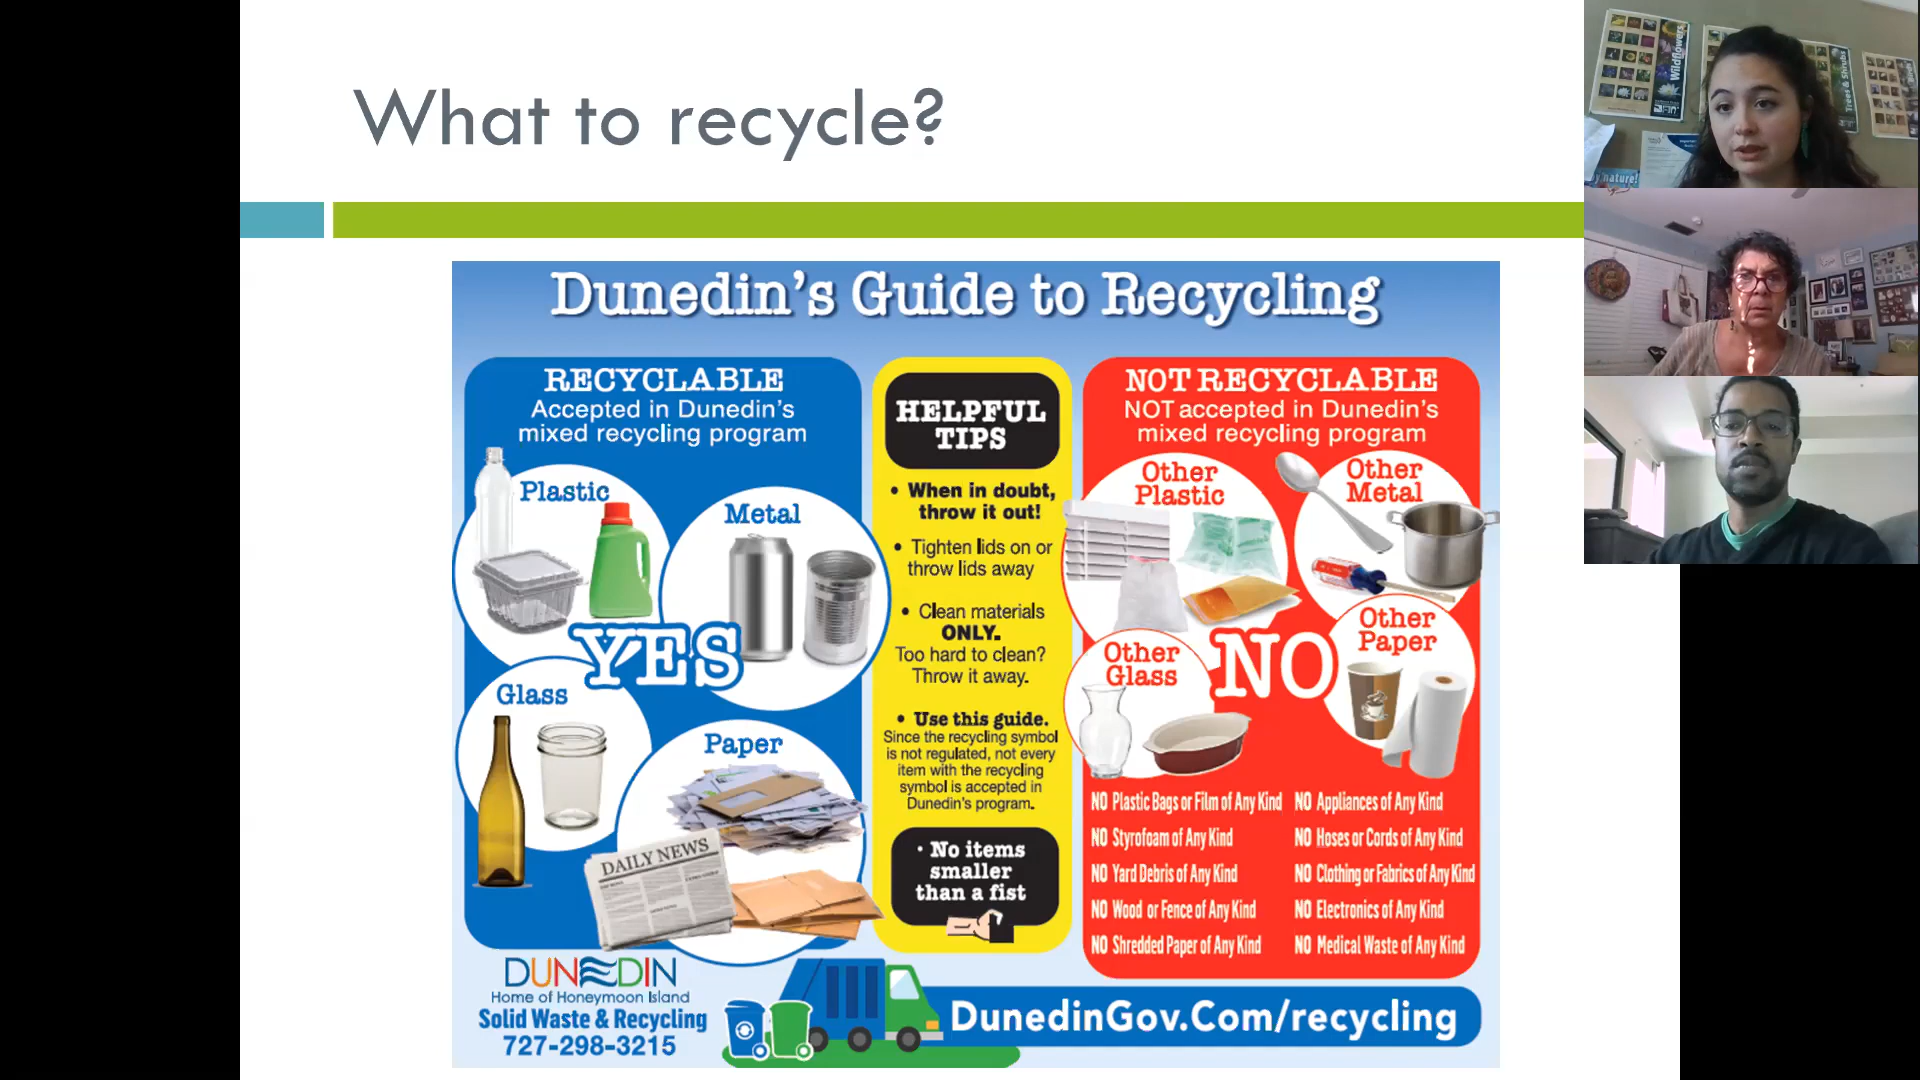 What to recycle?
Dunedin's Guide to Recycling
RECYCLABLE
Accepted in Dunedin's
mixed recycling program
Plastic
Metal
YES
Glass
Paper
DAILY NEWS
HELPFUL
TIPS
• When in doubt,
throw it out!
• Tighten lids on or
throw lids away
• Clean materials
ONLY.
Too hard to clean?
Throw it away.
• Use this guide.
Since the recycling symbol
is not regulated, not every
item with the recycling
symbol is accepted in
Dunedin's program.
• No items
smaller
than a fist
NOT RECYCLABLE
NOT accepted in Dunedin's
mixed recycling program
Other
Plastic
Other
Metal
Other
Glass
NO
Other
Paper
NO Plastic Bags or Film of Any Kind
NO Styrofoam of Any Kind
NO Yard Debris of Any Kind
NO Wood or Fence of Any Kind
NO Shredded Paper of Any Kind
NO Appliances of Any Kind
NO Hoses or Cords of Any Kind
NO Clothing or Fabrics of Any Kind
NO Electronics of Any Kind
NO Medical Waste of Any Kind
DUNEDIN
Home of Honeymoon Island
Solid Waste & Recycling
727-298-3215
DunedinGov.Com/recycling
Wildflowers
Trees & Shrubs
nature!